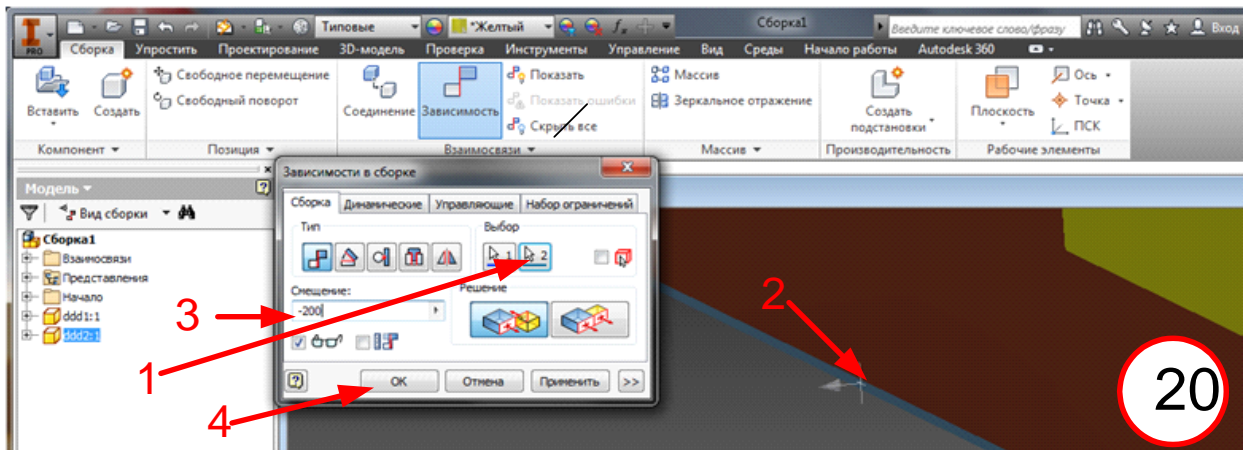 PRO
Типовые
*Желтый
Сборка1
Введите ключевое слово/фразу
Вход
Сборка Упростить Проектирование 3D-модель Проверка Инструменты Управление Вид Среды Начало работы Autodesk 360
Вставить
Создать
Свободное перемещение
Свободный поворот
Соединение
Зависимость
Показать
Показать ошибки
Скрыть все
Массив
Зеркальное отражение
Создать
подстановки
Плоскость
Ось
Точка
ПСК
Компонент
Позиция
Взаимосвязи
Массив
Производительность
Рабочие элементы
Модель
Вид сборки
Сборка1
Взаимосвязи
Представления
Начало
ddd1:1
ddd2:1
Зависимости в сборке
Сборка Динамические Управляющие Набор ограничений
Тип
Выбор
1
2
Смещение:
-200
Решение
ОК
Отмена
Применить
>>
3
1
4
2
20